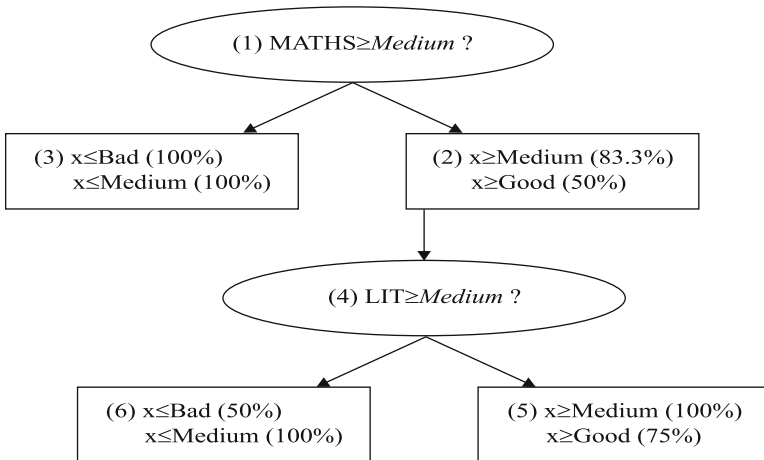 (1) MATHS≥Medium ?
(3) x≤Bad (100%)
x≤Medium (100%)
(2) x≥Medium (83.3%)
x≥Good (50%)
(4) LIT≥Medium ?
(6) x≤Bad (50%)
x≤Medium (100%)
(5) x≥Medium (100%)
x≥Good (75%)